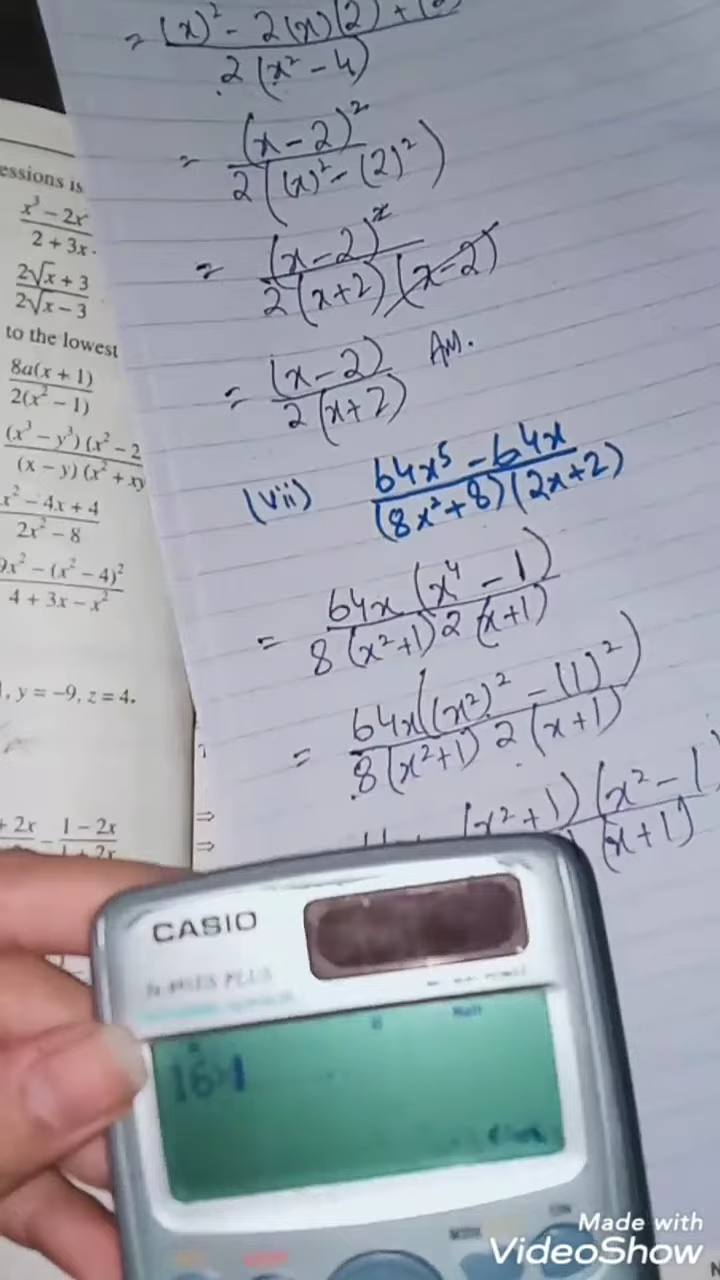 = (x)² - 2(x)(2) + (2)
2(x² - 4)
= (x-2)²
2((x)² - (2)²)
= (x-2)²
2(x+2)(x-2)
= (x-2) Ans.
2(x+2)
(vii) 64x⁵ - 64x
(8x²+8)(2x+2)
= 64x(x⁴ - 1)
8(x²+1)2(x+1)
= 64x((x²)² - (1)²)
8(x²+1)2(x+1)
(x²+1)(x²-1)
(x+1)
essions is
x³ - 2x
2 + 3x
2√x + 3
2√x - 3
to the lowest
8a(x + 1)
2(x² - 1)
(x³ - y³)(x² - 2
(x - y)(x² + xy
x² - 4x + 4
2x² - 8
9x² - (x² - 4)²
4 + 3x - x²
, y = -9, z = 4.
+ 2x - 1 - 2x
1 + 2x
⇒
⇒
CASIO
Math
16
ON
Made with
VideoShow